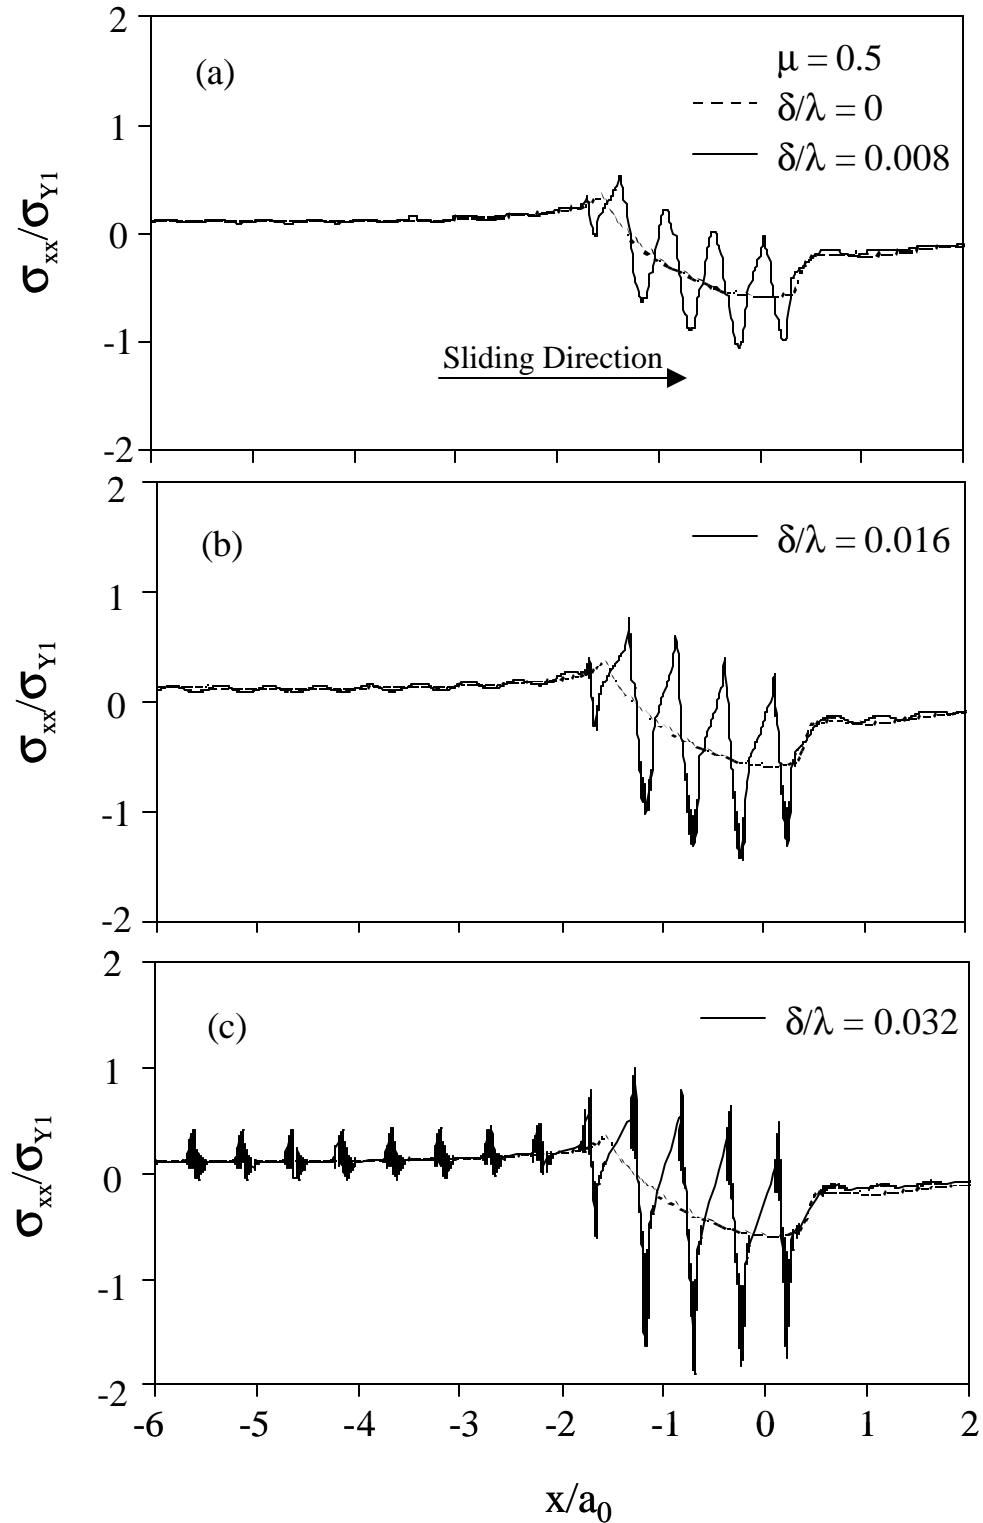 2
(a)
μ = 0.5
δ/λ = 0
1
δ/λ = 0.008
σxx/σY1
0
-1
Sliding Direction
-2
2
(b)
δ/λ = 0.016
1
σxx/σY1
0
-1
-2
2
(c)
δ/λ = 0.032
1
σxx/σY1
0
-1
-2
-6 -5 -4 -3 -2 -1 0 1 2
x/a0